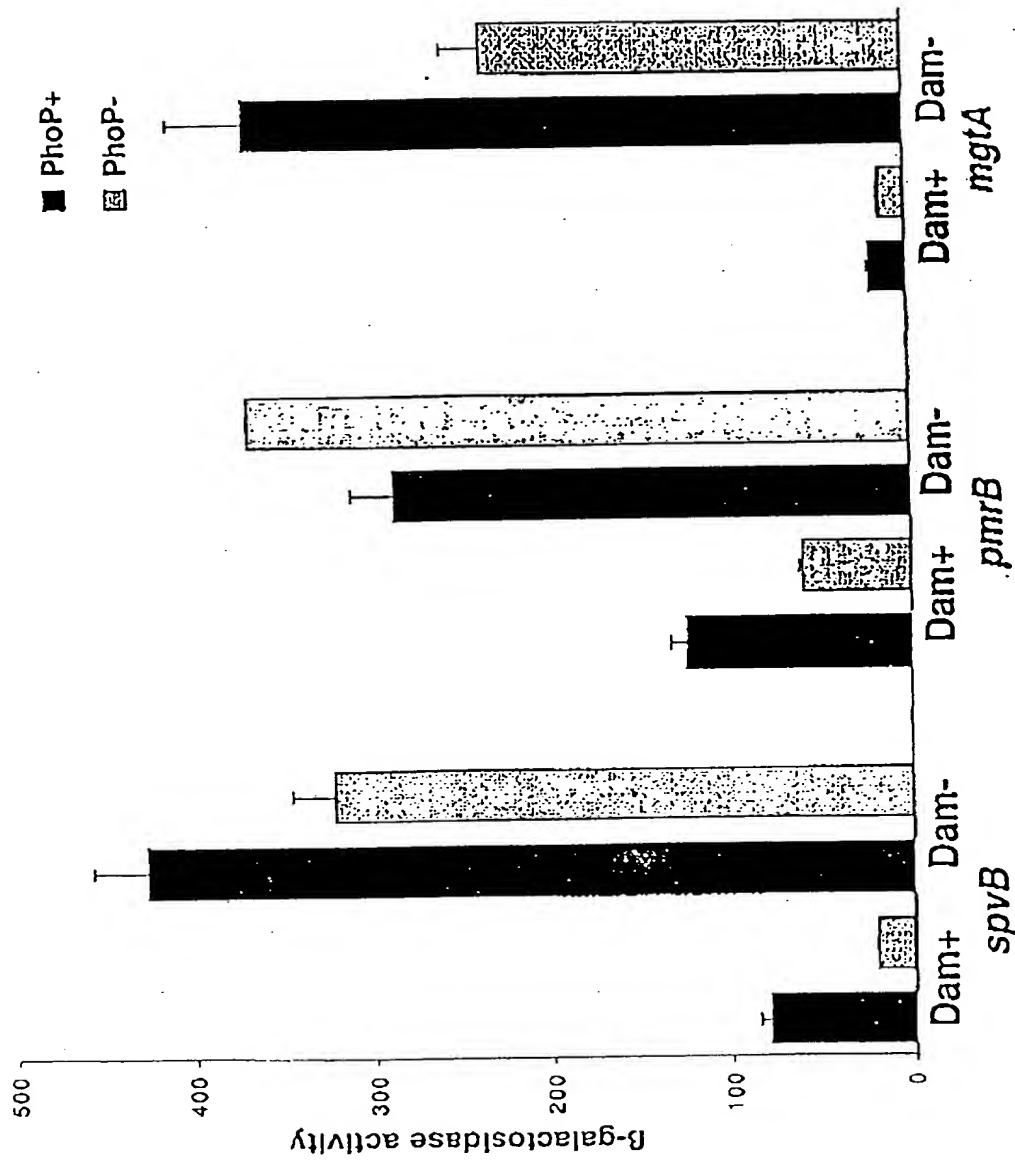 PhoP+
PhoP-
500
400
300
200
100
0
β-galactosidase activity
Dam+ Dam- Dam+ Dam- Dam+ Dam-
spvB pmrB mgtA